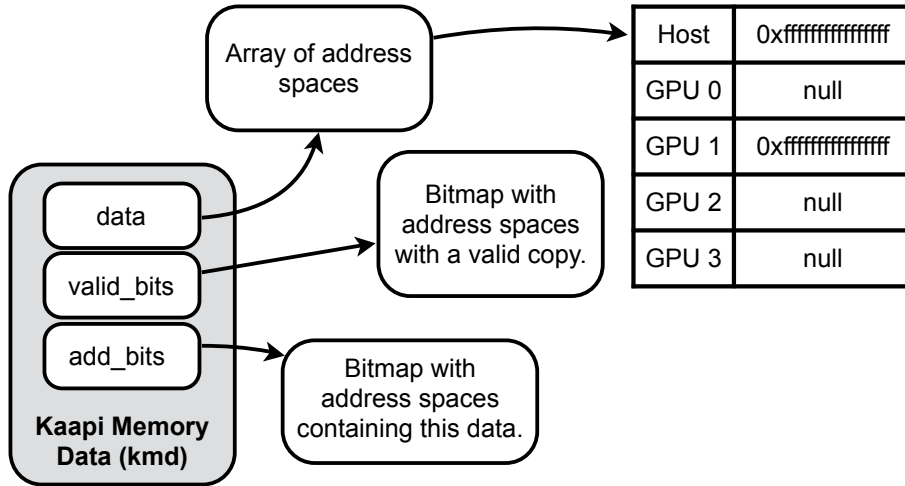 Array of address
spaces
Host 0xffffffffffffffff
GPU 0 null
GPU 1 0xffffffffffffffff
GPU 2 null
GPU 3 null
data
valid_bits
add_bits
Kaapi Memory
Data (kmd)
Bitmap with
address spaces
with a valid copy.
Bitmap with
address spaces
containing this data.